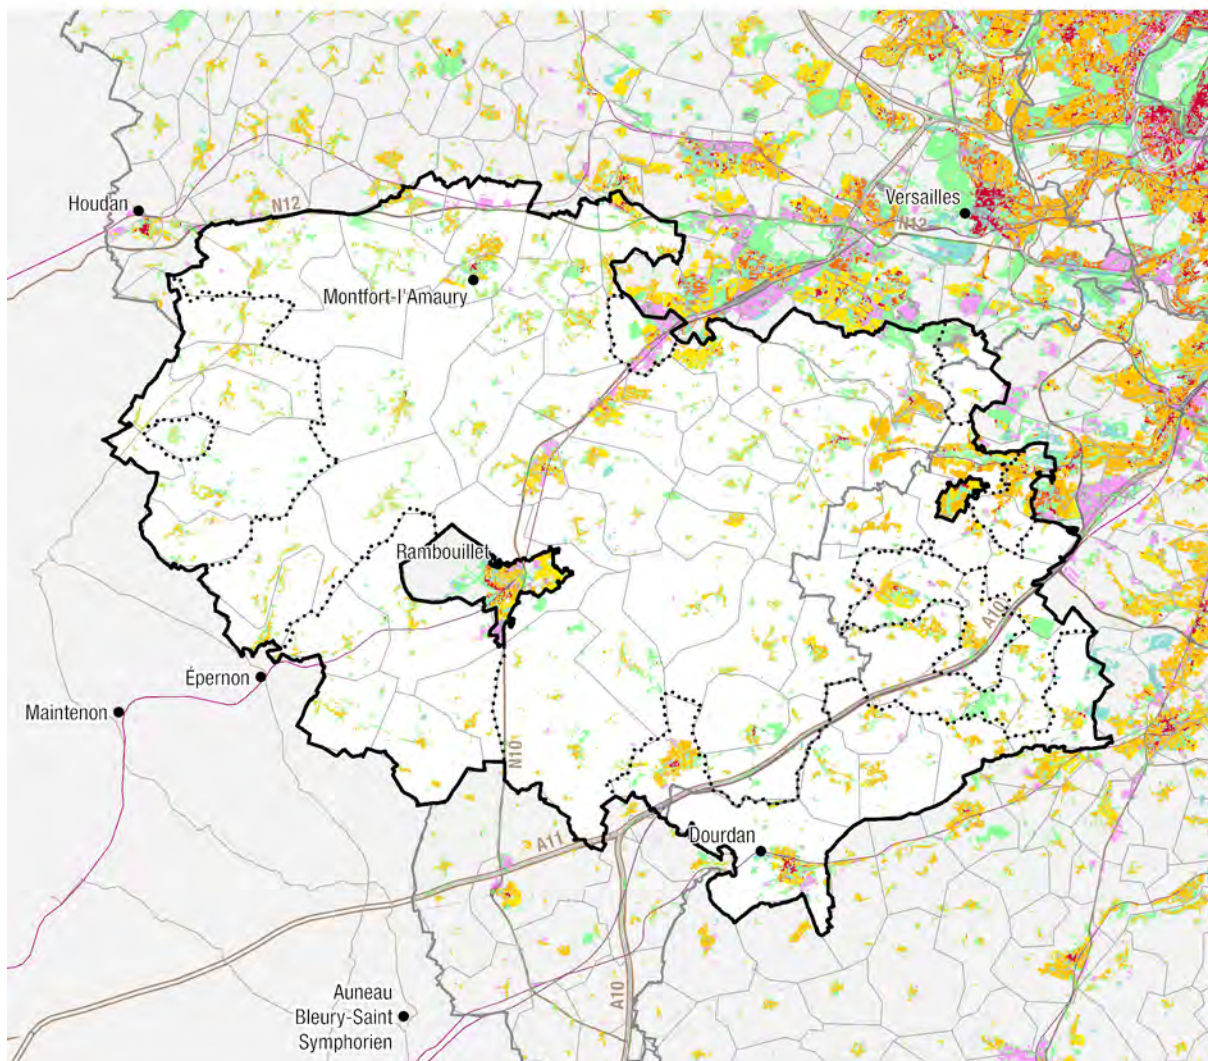 Houdan
N12
Versailles
N12
Montfort-l'Amaury
Rambouillet
A10
Épernon
Maintenon
N10
A11
Dourdan
A10
Auneau
Bleury-Saint
Symphorien